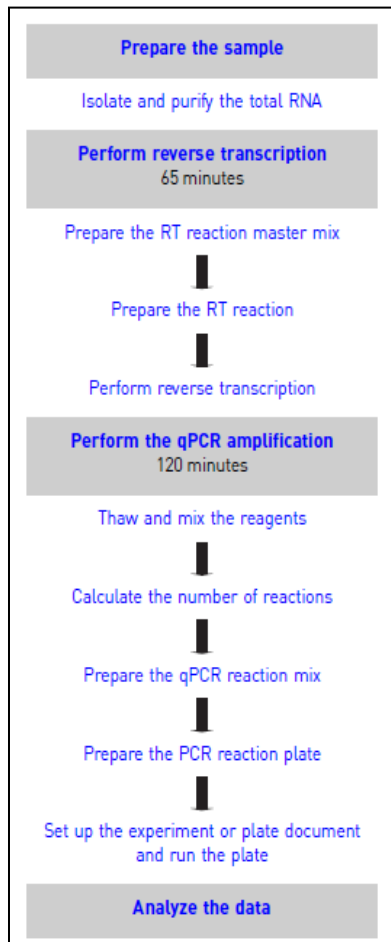 Prepare the sample
Isolate and purify the total RNA
Perform reverse transcription
65 minutes
Prepare the RT reaction master mix
Prepare the RT reaction
Perform reverse transcription
Perform the qPCR amplification
120 minutes
Thaw and mix the reagents
Calculate the number of reactions
Prepare the qPCR reaction mix
Prepare the PCR reaction plate
Set up the experiment or plate document
and run the plate
Analyze the data